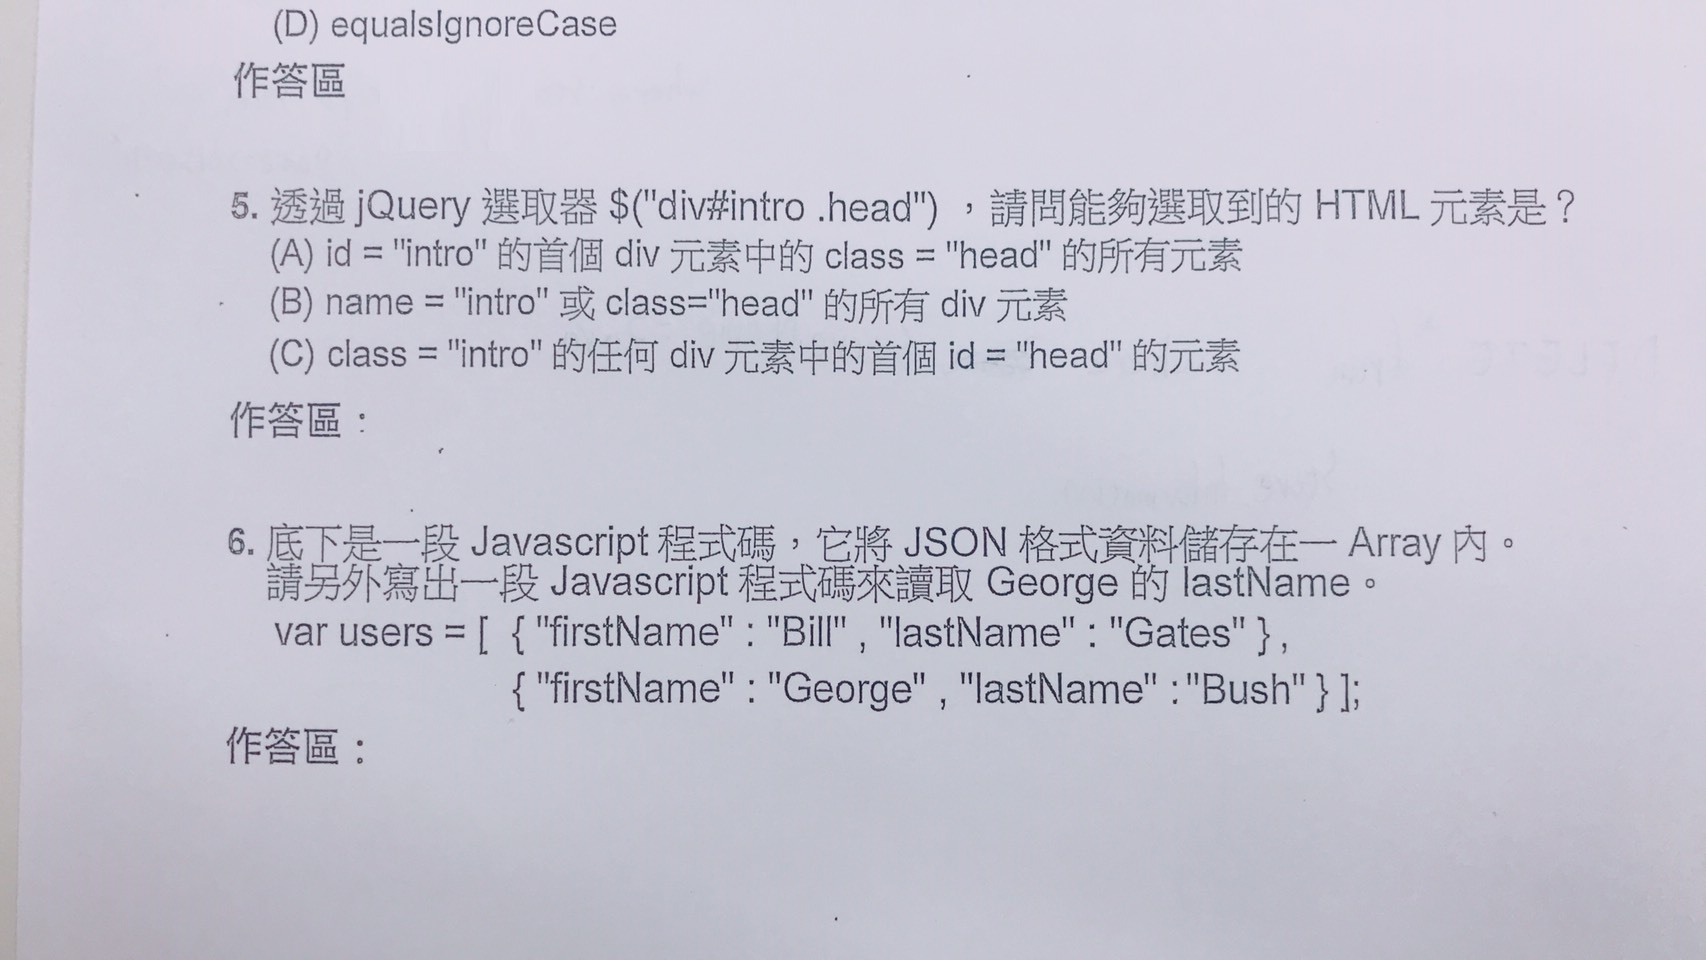 (D) equalsIgnoreCase
作答區
5. 透過 jQuery 選取器 $("div#intro .head") ，請問能夠選取到的 HTML 元素是？
(A) id = "intro" 的首個 div 元素中的 class = "head" 的所有元素
(B) name = "intro" 或 class="head" 的所有 div 元素
(C) class = "intro" 的任何 div 元素中的首個 id = "head" 的元素
作答區：
6. 底下是一段 Javascript 程式碼，它將 JSON 格式資料儲存在一 Array 內。
請另外寫出一段 Javascript 程式碼來讀取 George 的 lastName。
var users = [ { "firstName" : "Bill" , "lastName" : "Gates" } ,
{ "firstName" : "George" , "lastName" :"Bush" } ];
作答區：